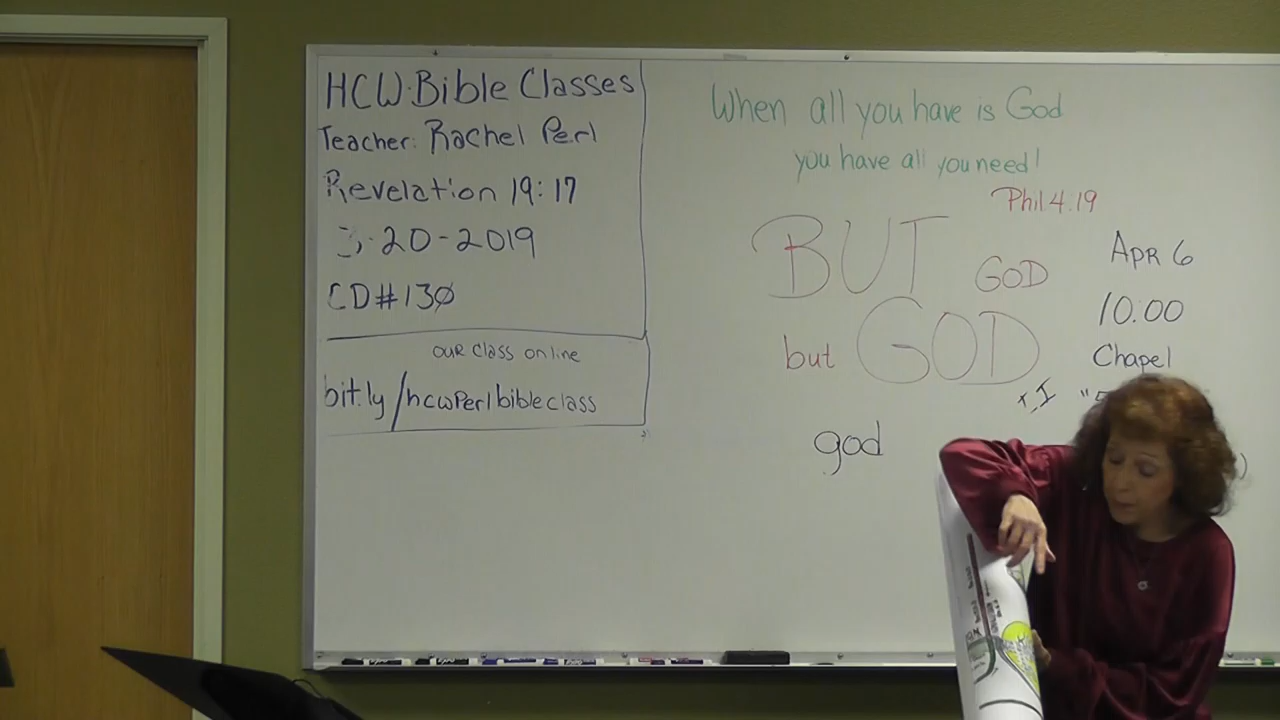 HCW Bible Classes
Teacher: Rachel Perl
Revelation 19:17
3-20-2019
CD#130
our class online
bit.ly/hcwPerlbibleclass
When all you have is God
you have all you need!
Phil 4:19
BUT GOD
but GOD
god
Apr 6
10:00
Chapel